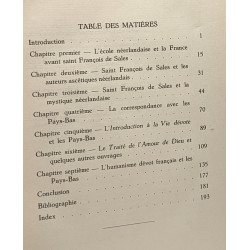 TABLE DES MATIÈRES
Introduction 1
Chapitre premier — L'école néerlandaise et la France
avant saint François de Sales 15
Chapitre deuxième — Saint François de Sales et les
auteurs ascétiques néerlandais 31
Chapitre troisième — Saint François de Sales et la
mystique néerlandaise 44
Chapitre quatrième — La correspondance avec les
Pays-Bas 70
Chapitre cinquième — L'Introduction à la Vie dévote
et les Pays-Bas 89
Chapitre sixième — Le Traité de l'Amour de Dieu et
quelques autres ouvrages 109
Chapitre septième — L'humanisme dévot français et les
Pays-Bas 135
Conclusion 177
Bibliographie 181
Index 193